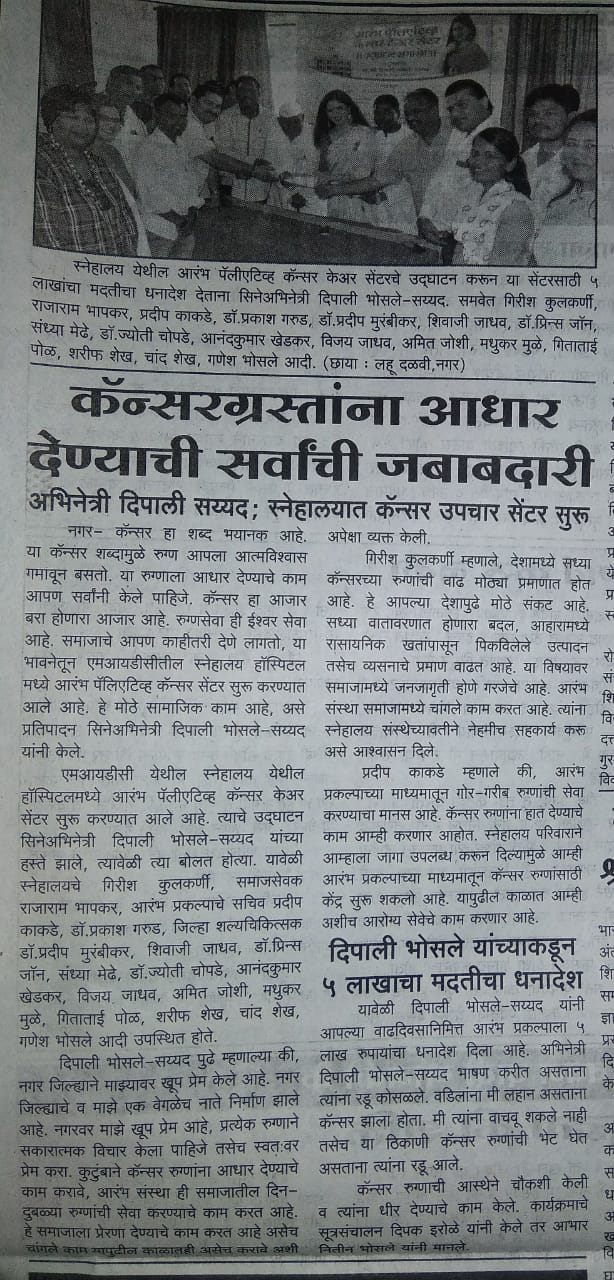 आरंभ पॅलिएटिव्ह
कॅन्सर केअर सेंटर
स्नेहालय येथील आरंभ पॅलीएटिव्ह कॅन्सर केअर सेंटरचे उद्‌घाटन करून या सेंटरसाठी ५
लाखांचा मदतीचा धनादेश देताना सिनेअभिनेत्री दिपाली भोसले-सय्यद. समवेत गिरीश कुलकर्णी,
राजाराम भापकर, प्रदीप काकडे, डॉ.प्रकाश गरुड, डॉ.प्रदीप मुरंबीकर, शिवाजी जाधव, डॉ.प्रिन्स जॉन,
संध्या मेढे, डॉ.ज्योती चोपडे, आनंदकुमार खेडकर, विजय जाधव, अमित जोशी, मधुकर मुळे, गिताताई
पोळ, शरीफ शेख, चांद शेख, गणेश भोसले आदी. (छाया : लहू दळवी,नगर)
कॅन्सरग्रस्तांना आधार
देण्याची सर्वांची जबाबदारी
अभिनेत्री दिपाली सय्यद; स्नेहालयात कॅन्सर उपचार सेंटर सुरू
नगर- कॅन्सर हा शब्द भयानक आहे.
या कॅन्सर शब्दामुळे रुग्ण आपला आत्मविश्वास
गमावून बसतो. या रुग्णाला आधार देण्याचे काम
आपण सर्वांनी केले पाहिजे. कॅन्सर हा आजार
बरा होणारा आजार आहे. रुग्णसेवा ही ईश्वर सेवा
आहे. समाजाचे आपण काहीतरी देणे लागतो, या
भावनेतून एमआयडीसीतील स्नेहालय हॉस्पिटल
मध्ये आरंभ पॅलिएटिव्ह कॅन्सर सेंटर सुरू करण्यात
आले आहे. हे मोठे सामाजिक काम आहे, असे
प्रतिपादन सिनेअभिनेत्री दिपाली भोसले-सय्यद
यांनी केले.
एमआयडीसी येथील स्नेहालय येथील
हॉस्पिटलमध्ये आरंभ पॅलीएटिव्ह कॅन्सर केअर
सेंटर सुरू करण्यात आले आहे. त्याचे उद्‌घाटन
सिनेअभिनेत्री दिपाली भोसले-सय्यद यांच्या
हस्ते झाले, त्यावेळी त्या बोलत होत्या. यावेळी
स्नेहालयचे गिरीश कुलकर्णी, समाजसेवक
राजाराम भापकर, आरंभ प्रकल्पाचे सचिव प्रदीप
काकडे, डॉ.प्रकाश गरुड, जिल्हा शल्यचिकित्सक
डॉ.प्रदीप मुरंबीकर, शिवाजी जाधव, डॉ.प्रिन्स
जॉन, संध्या मेढे, डॉ.ज्योती चोपडे, आनंदकुमार
खेडकर, विजय जाधव, अमित जोशी, मधुकर
मुळे, गिताताई पोळ, शरीफ शेख, चांद शेख,
गणेश भोसले आदी उपस्थित होते.
दिपाली भोसले-सय्यद पुढे म्हणाल्या की,
नगर जिल्ह्याने माझ्यावर खूप प्रेम केले आहे. नगर
जिल्ह्याचे व माझे एक वेगळेच नाते निर्माण झाले
आहे. नगरवर माझे खूप प्रेम आहे, प्रत्येक रुग्णाने
सकारात्मक विचार केला पाहिजे तसेच स्वत:वर
प्रेम करा. कुटुंबाने कॅन्सर रुग्णांना आधार देण्याचे
काम करावे, आरंभ संस्था ही समाजातील दिन-
दुबळ्या रुग्णांची सेवा करण्याचे काम करत आहे.
हे समाजाला प्रेरणा देण्याचे काम करत आहे असेच
चांगले काम यापुढील काळातही असेच करावे अशी
अपेक्षा व्यक्त केली.
गिरीश कुलकर्णी म्हणाले, देशामध्ये सध्या
कॅन्सरच्या रुग्णांची वाढ मोठ्या प्रमाणात होत
आहे. हे आपल्या देशापुढे मोठे संकट आहे.
सध्या वातावरणात होणारा बदल, आहारामध्ये
रासायनिक खतांपासून पिकविलेले उत्पादन
तसेच व्यसनाचे प्रमाण वाढत आहे. या विषयावर
समाजामध्ये जनजागृती होणे गरजेचे आहे. आरंभ
संस्था समाजामध्ये चांगले काम करत आहे. त्यांना
स्नेहालय संस्थेच्यावतीने नेहमीच सहकार्य करू
असे आश्वासन दिले.
प्रदीप काकडे म्हणाले की, आरंभ
प्रकल्पाच्या माध्यमातून गोर-गरीब रुग्णांची सेवा
करण्याचा मानस आहे. कॅन्सर रुग्णांना हात देण्याचे
काम आम्ही करणार आहोत. स्नेहालय परिवाराने
आम्हाला जागा उपलब्ध करून दिल्यामुळे आम्ही
आरंभ प्रकल्पाच्या माध्यमातून कॅन्सर रुग्णांसाठी
केंद्र सुरू शकलो आहे. यापुढील काळात आम्ही
अशीच आरोग्य सेवेचे काम करणार आहे.
दिपाली भोसले यांच्याकडून
५ लाखाचा मदतीचा धनादेश
यावेळी दिपाली भोसले-सय्यद यांनी
आपल्या वाढदिवसानिमित्त आरंभ प्रकल्पाला ५
लाख रुपायांचा धनादेश दिला आहे. अभिनेत्री
दिपाली भोसले-सय्यद भाषण करीत असताना
त्यांना रडू कोसळले. वडिलांना मी लहान असताना
कॅन्सर झाला होता. मी त्यांना वाचवू शकले नाही
तसेच या ठिकाणी कॅन्सर रुग्णांची भेट घेत
असताना त्यांना रडू आले.
कॅन्सर रुग्णाची आस्थेने चौकशी केली
व त्यांना धीर देण्याचे काम केले. कार्यक्रमाचे
सूत्रसंचालन दिपक इरोळे यांनी केले तर आभार
नितीन भोसले यांनी मानले.